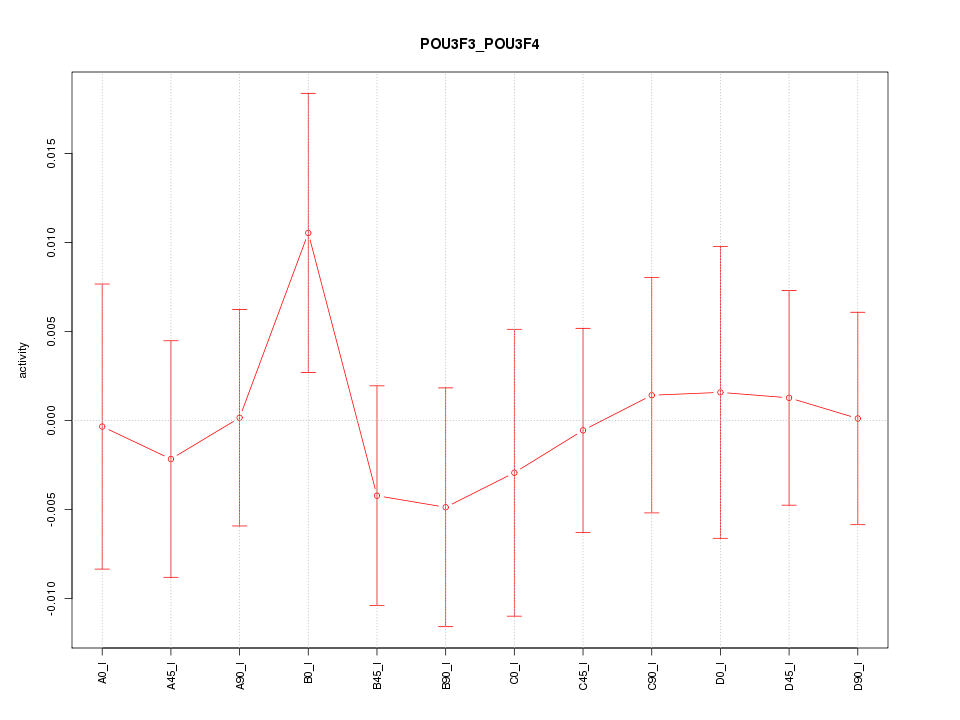 POU3F3_POU3F4
activity
0.015
0.010
0.005
0.000
-0.005
-0.010
A0_I
A45_I
A90_I
B0_I
B45_I
B90_I
C0_I
C45_I
C90_I
D0_I
D45_I
D90_I